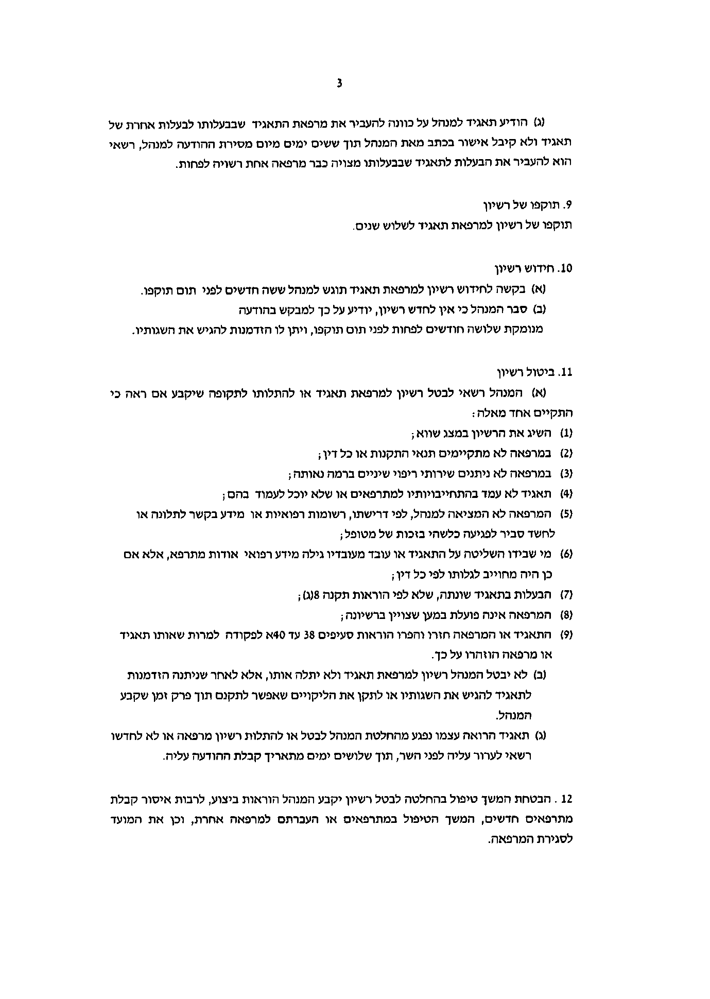 3
(ג) הודיע תאגיד למנהל על כוונה להעביר את מרפאת התאגיד שבבעלותו לבעלות אחרת של
תאגיד ולא קיבל אישור בכתב מאת המנהל תוך ששים ימים מיום מסירת ההודעה למנהל, רשאי
הוא להעביר את הבעלות לתאגיד שבבעלותו מצויה כבר מרפאה אחת רשויה לפחות.
9. תוקפו של רשיון
תוקפו של רשיון למרפאת תאגיד לשלוש שנים.
10. חידוש רשיון
(א) בקשה לחידוש רשיון למרפאת תאגיד תוגש למנהל ששה חדשים לפני תום תוקפו.
(ב) סבר המנהל כי אין לחדש רשיון, יודיע על כך למבקש בהודעה
מנומקת שלושה חודשים לפחות לפני תום תוקפו, ויתן לו הזדמנות להגיש את השגותיו.
11. ביטול רשיון
(א) המנהל רשאי לבטל רשיון למרפאת תאגיד או להתלותו לתקופה שיקבע אם ראה כי
התקיים אחד מאלה:
(1) השיג את הרשיון במצג שווא;
(2) במרפאה לא מתקיימים תנאי התקנות או כל דין;
(3) במרפאה לא ניתנים שירותי ריפוי שיניים ברמה נאותה;
(4) תאגיד לא עמד בהתחייבויותיו למתרפאים או שלא יוכל לעמוד בהם;
(5) המרפאה לא המציאה למנהל, לפי דרישתו, רשומות רפואיות או מידע בקשר לתלונה או
לחשד סביר לפגיעה כלשהי בזכות של מטופל;
(6) מי שבידו השליטה על התאגיד או עובד מעובדיו גילה מידע רפואי אודות מתרפא, אלא אם
כן היה מחוייב לגלותו לפי כל דין;
(7) הבעלות בתאגיד שונתה, שלא לפי הוראות תקנה 8(ג);
(8) המרפאה אינה פועלת במען שצויין ברשיונה;
(9) התאגיד או המרפאה חזרו והפרו הוראות סעיפים 38 עד 40א לפקודה למרות שאותו תאגיד
או מרפאה הוזהרו על כך.
(ב) לא יבטל המנהל רשיון למרפאת תאגיד ולא יתלה אותו, אלא לאחר שניתנה הזדמנות
לתאגיד להגיש את השגותיו או לתקן את הליקויים שאפשר לתקנם תוך פרק זמן שקבע
המנהל.
(ג) תאגיד הרואה עצמו נפגע מהחלטת המנהל לבטל או להתלות רשיון מרפאה או לא לחדשו
רשאי לערור עליה לפני השר, תוך שלושים ימים מתאריך קבלת ההודעה עליה.
12 . הבטחת המשך טיפול בהחלטה לבטל רשיון יקבע המנהל הוראות ביצוע, לרבות איסור קבלת
מתרפאים חדשים, המשך הטיפול במתרפאים או העברתם למרפאה אחרת, וכן את המועד
לסגירת המרפאה.